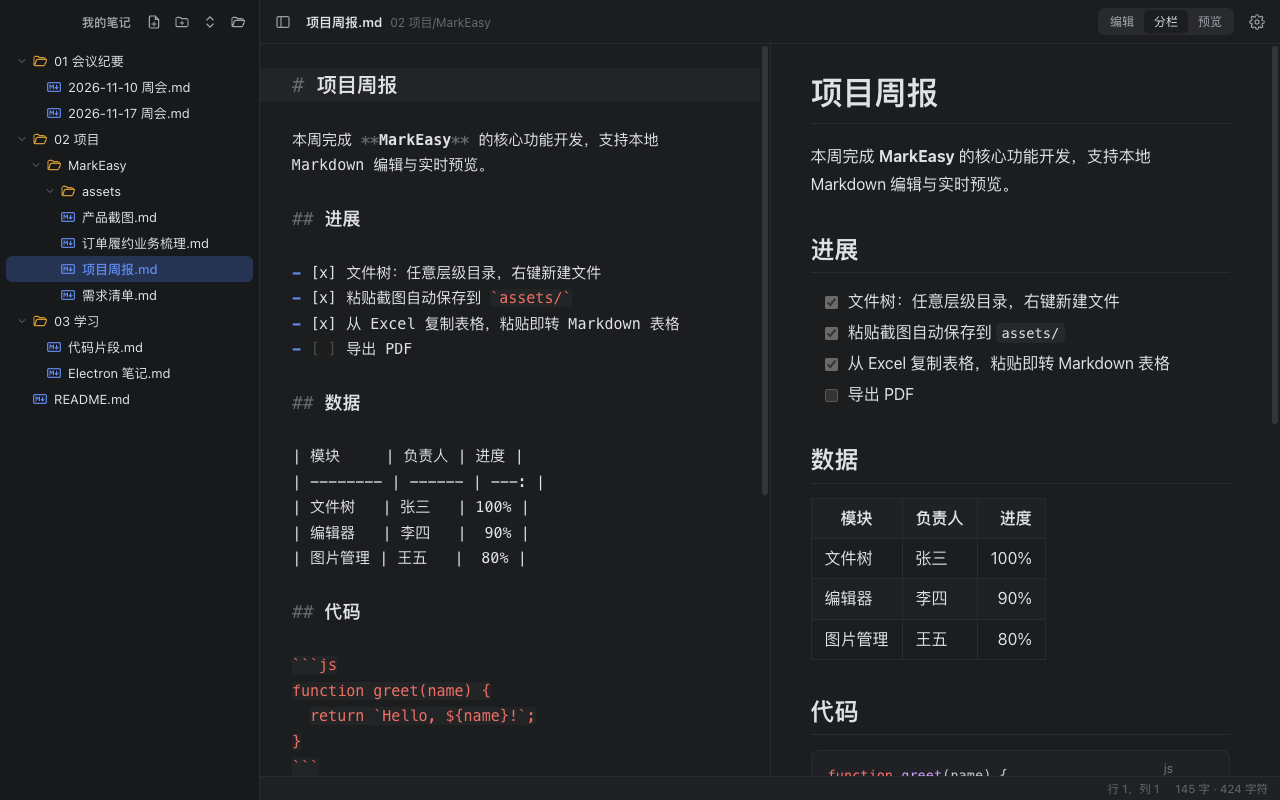 我的笔记
01 会议纪要
2026-11-10 周会.md
2026-11-17 周会.md
02 项目
MarkEasy
assets
产品截图.md
订单履约业务梳理.md
项目周报.md
需求清单.md
03 学习
代码片段.md
Electron 笔记.md
README.md
项目周报.md 02 项目/MarkEasy
编辑 分栏 预览
# 项目周报
本周完成 **MarkEasy** 的核心功能开发，支持本地
Markdown 编辑与实时预览。
## 进展
- [x] 文件树：任意层级目录，右键新建文件
- [x] 粘贴截图自动保存到 `assets/`
- [x] 从 Excel 复制表格，粘贴即转 Markdown 表格
- [ ] 导出 PDF
## 数据
| 模块     | 负责人 | 进度 |
| -------- | ------ | ---: |
| 文件树   | 张三   | 100% |
| 编辑器   | 李四   |  90% |
| 图片管理 | 王五   |  80% |
## 代码
```js
function greet(name) {
  return `Hello, ${name}!`;
}
```
项目周报
本周完成 MarkEasy 的核心功能开发，支持本地
Markdown 编辑与实时预览。
进展
文件树：任意层级目录，右键新建文件
粘贴截图自动保存到 assets/
从 Excel 复制表格，粘贴即转 Markdown 表格
导出 PDF
数据
模块 负责人 进度
文件树 张三 100%
编辑器 李四 90%
图片管理 王五 80%
代码
js
function greet(name) {
行 1，列 1 145 字 · 424 字符